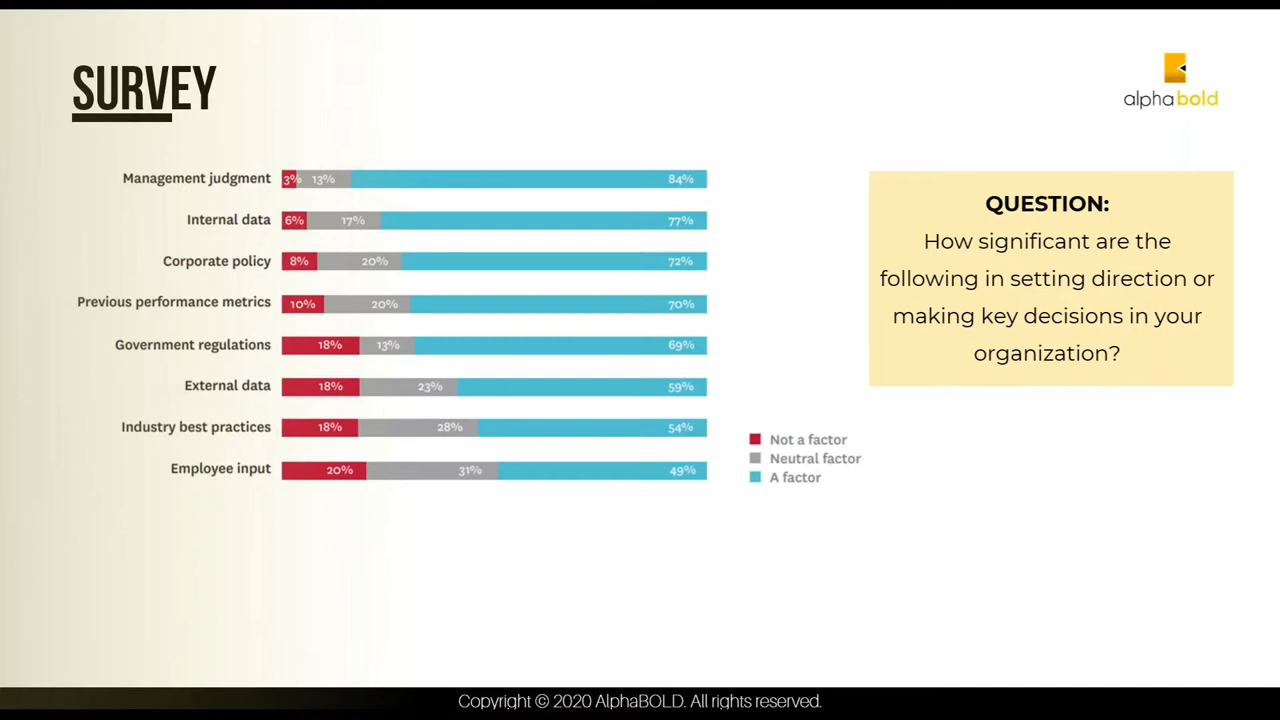 SURVEY
alphabold
Management judgment 3% 13% 84%
Internal data 6% 17% 77%
Corporate policy 8% 20% 72%
Previous performance metrics 10% 20% 70%
Government regulations 18% 13% 69%
External data 18% 23% 59%
Industry best practices 18% 28% 54%
Employee input 20% 31% 49%
Not a factor
Neutral factor
A factor
QUESTION:
How significant are the
following in setting direction or
making key decisions in your
organization?
Copyright © 2020 AlphaBOLD. All rights reserved.